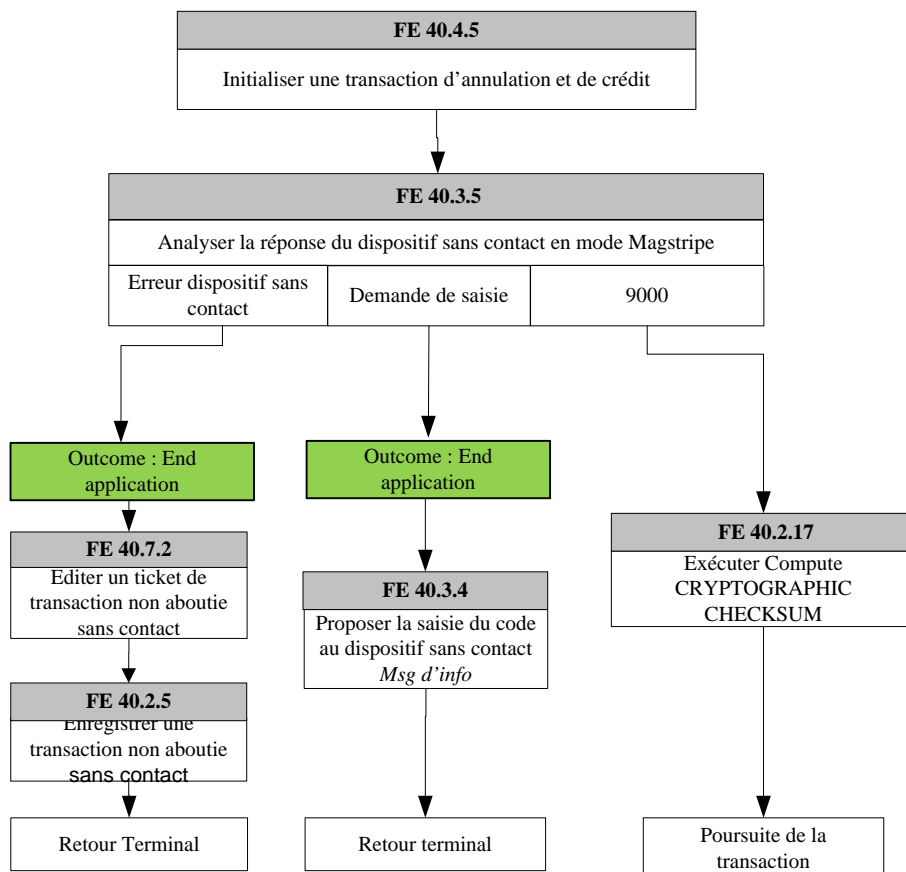 FE 40.4.5
Initialiser une transaction d’annulation et de crédit
FE 40.3.5
Analyser la réponse du dispositif sans contact en mode Magstripe
Erreur dispositif sans
contact
Demande de saisie
9000
Outcome : End
application
FE 40.7.2
Editer un ticket de
transaction non aboutie
sans contact
FE 40.2.5
Enregistrer une
transaction non aboutie
sans contact
Retour Terminal
Outcome : End
application
FE 40.3.4
Proposer la saisie du code
au dispositif sans contact
Msg d’info
Retour terminal
FE 40.2.17
Exécuter Compute
CRYPTOGRAPHIC
CHECKSUM
Poursuite de la
transaction